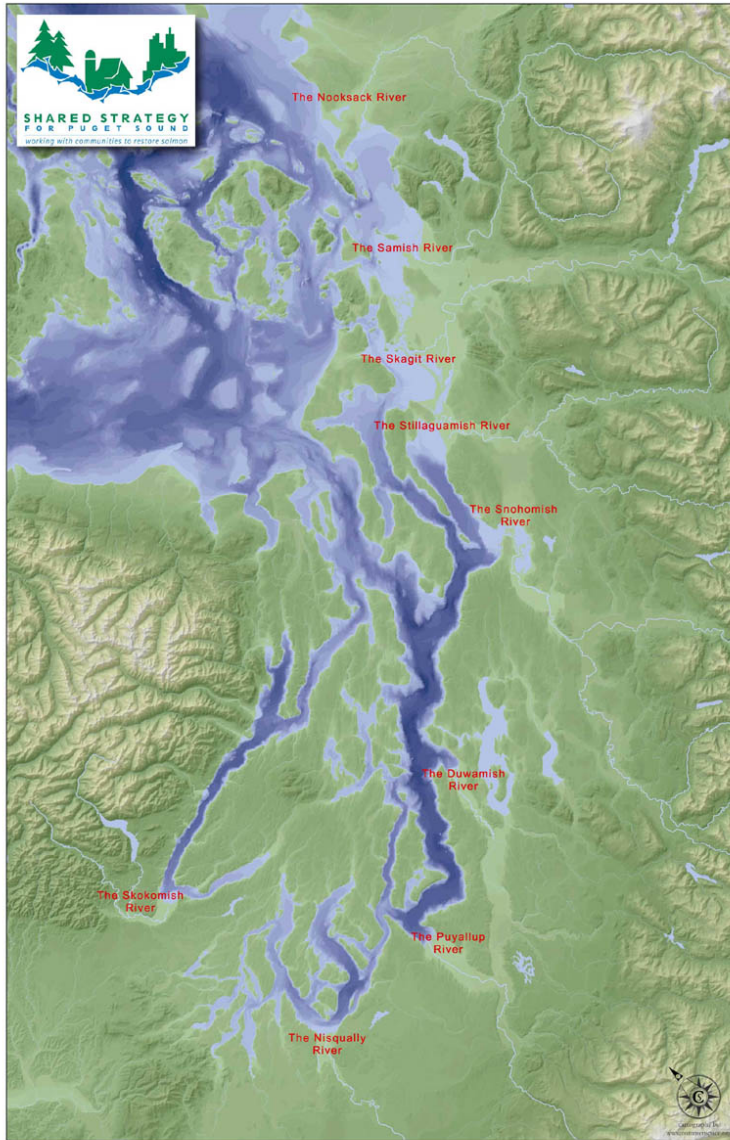 SHARED STRATEGY
FOR PUGET SOUND
working with communities to restore salmon
The Nooksack River
The Samish River
The Skagit River
The Stillaguamish River
The Snohomish
River
The Duwamish
River
The Skokomish
River
The Puyallup
River
The Nisqually
River